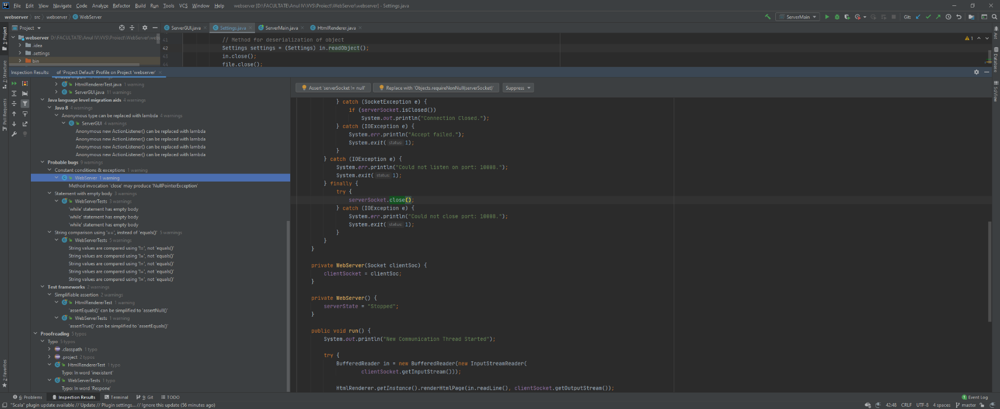 File Edit View Navigate Code Analyze Refactor Build Run Tools VCS Window Help webserver [D:\FACULTATE\Anul IV\VVS\Proiect\WebServer\webserver] - Settings.java
webserver src webserver WebServer
ServerMain Git:
Project ServerGUI.java Settings.java ServerMain.java HtmlRenderer.java
webserver D:\FACULTATE\Anul IV\VVS\Proiect\WebServer\webs
.idea
.settings
bin
41 // Method for deserialization of object
42 Settings settings = (Settings) in.readObject();
43 in.close();
44 file.close();
1
Inspection Results: of 'Project Default' Profile on Project 'webserver'
HtmlRendererTest.java 1 warning
ServerGUI.java 11 warnings
Java language level migration aids 4 warnings
Java 8 4 warnings
Anonymous type can be replaced with lambda 4 warnings
ServerGUI 4 warnings
Anonymous new ActionListener() can be replaced with lambda
Anonymous new ActionListener() can be replaced with lambda
Anonymous new ActionListener() can be replaced with lambda
Anonymous new ActionListener() can be replaced with lambda
Probable bugs 9 warnings
Constant conditions & exceptions 1 warning
WebServer 1 warning
Method invocation 'close' may produce 'NullPointerException'
Statement with empty body 3 warnings
WebServerTests 3 warnings
'while' statement has empty body
'while' statement has empty body
'while' statement has empty body
String comparison using '==', instead of 'equals()' 5 warnings
WebServerTests 5 warnings
String values are compared using '!=', not 'equals()'
String values are compared using '!=', not 'equals()'
String values are compared using '!=', not 'equals()'
String values are compared using '!=', not 'equals()'
String values are compared using '!=', not 'equals()'
Test frameworks 2 warnings
Simplifiable assertion 2 warnings
HtmlRendererTest 1 warning
'assertEquals()' can be simplified to 'assertNull()'
WebServerTests 1 warning
'assertTrue()' can be simplified to 'assertEquals()'
Proofreading 5 typos
Typo 5 typos
.classpath 1 typo
.project 2 typos
HtmlRendererTest 1 typo
Typo: In word 'inexistent'
WebServerTests 1 typo
Typo: In word 'Respone'
Assert 'serverSocket != null' Replace with 'Objects.requireNonNull(serverSocket)' Suppress
} catch (SocketException e) {
if (serverSocket.isClosed())
System.out.println("Connection Closed.");
} catch (IOException e) {
System.err.println("Accept failed.");
System.exit( status: 1);
}
} catch (IOException e) {
System.err.println("Could not listen on port: 10008.");
System.exit( status: 1);
} finally {
try {
serverSocket.close();
} catch (IOException e) {
System.err.println("Could not close port: 10008.");
System.exit( status: 1);
}
}
}
private WebServer(Socket clientSoc) {
clientSocket = clientSoc;
}
private WebServer() {
serverState = "Stopped";
}
public void run() {
System.out.println("New Communication Thread Started");
try {
BufferedReader in = new BufferedReader(new InputStreamReader(
clientSocket.getInputStream()));
HtmlRenderer.getInstance().renderHtmlPage(in.readLine(), clientSocket.getOutputStream());
1: Project
7: Structure
Pull Requests
2: Favorites
Ant
Database
SciView
6: Problems Inspection Results Terminal 9: Git TODO 1 Event Log
"Scala" plugin update available // Update // Plugin settings... // Ignore this update (56 minutes ago) 42:48 CRLF UTF-8 4 spaces master